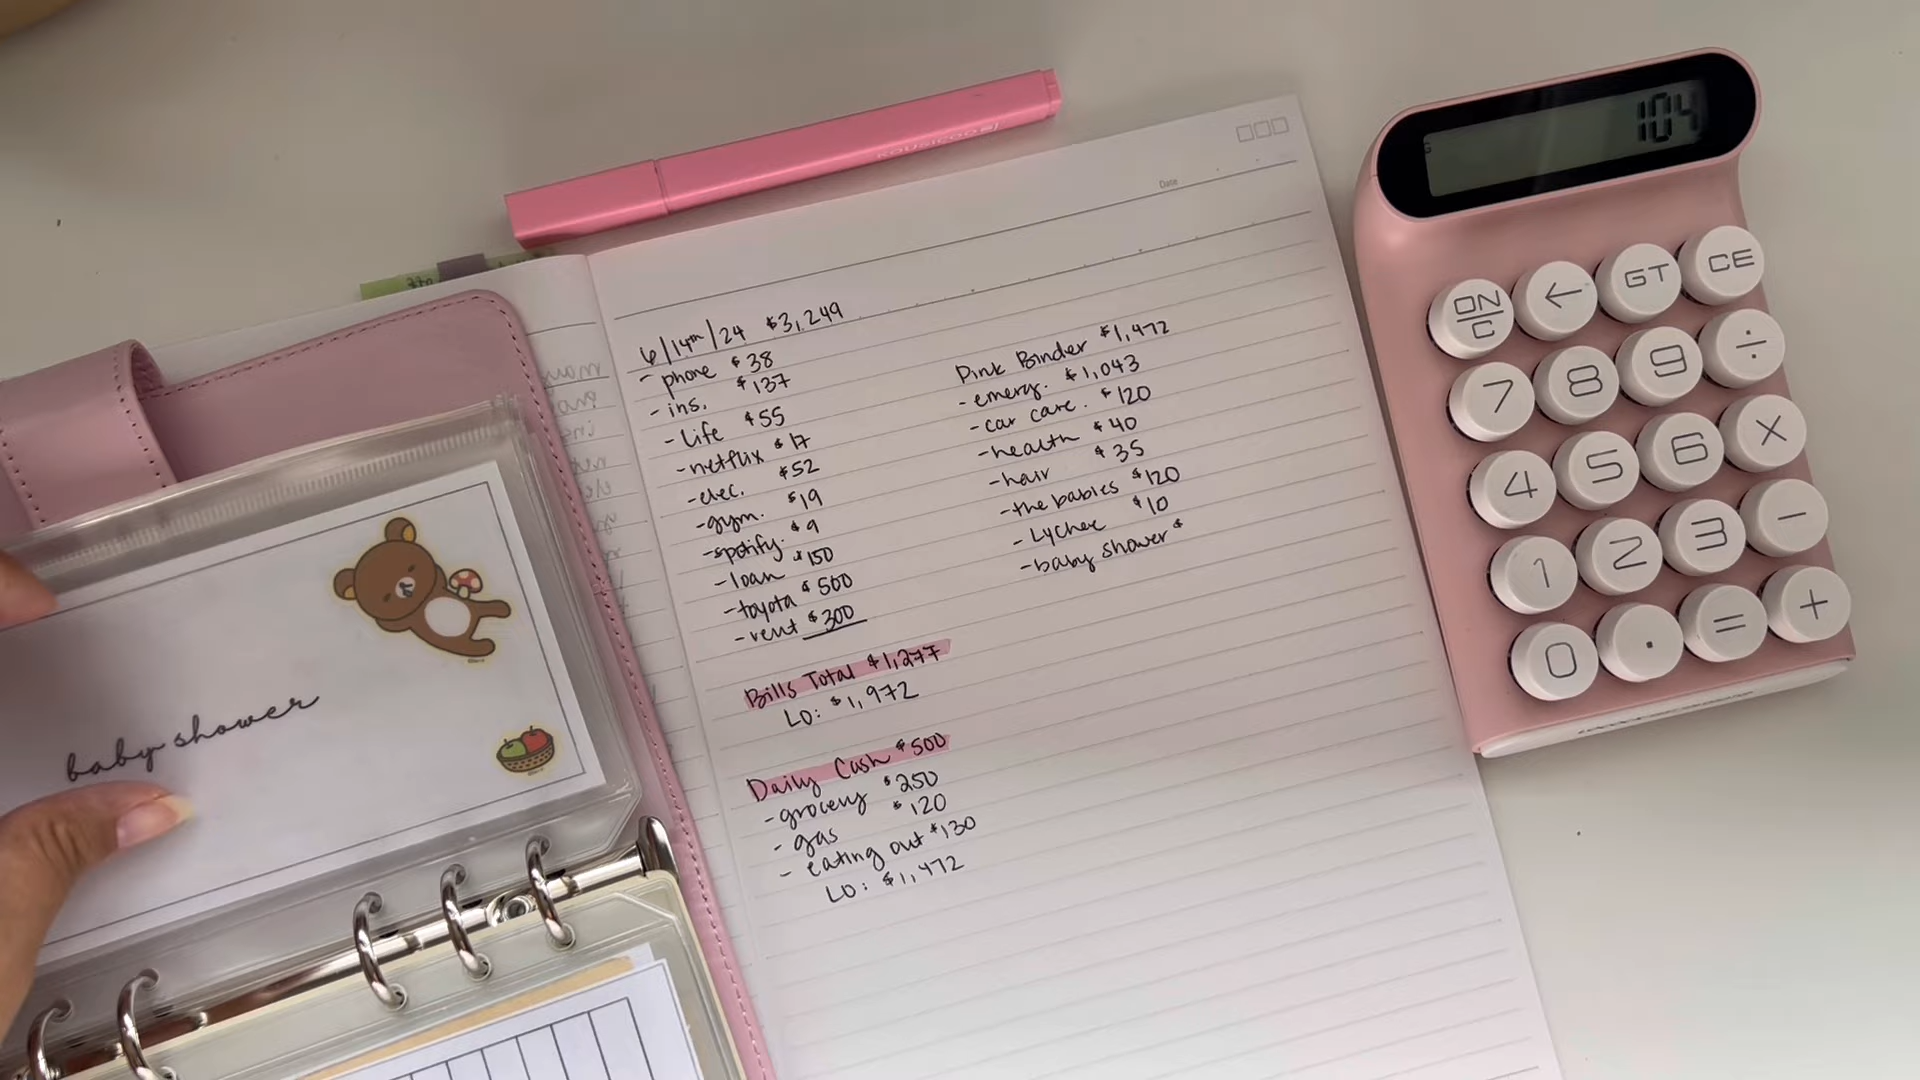 6/14th/24 $3,249
- phone $38
- ins. $137
- Life $55
- netflix $17
- elec. $52
- gym. $19
- spotify. $9
- loan $150
- toyota $500
- rent $300
Bills Total $1,277
LO: $1,972
Daily Cash $500
- grocery $250
- gas $120
- eating out $130
LO: $1,472
Pink Binder $1,472
- emerg. $1,043
- car care. $120
- health $40
- hair $35
- the babies $120
- Lychee $10
- baby shower $
Date
baby shower
104
G
ON/C ← GT CE
7 8 9 ÷
4 5 6 ×
1 2 3 −
0 . = +